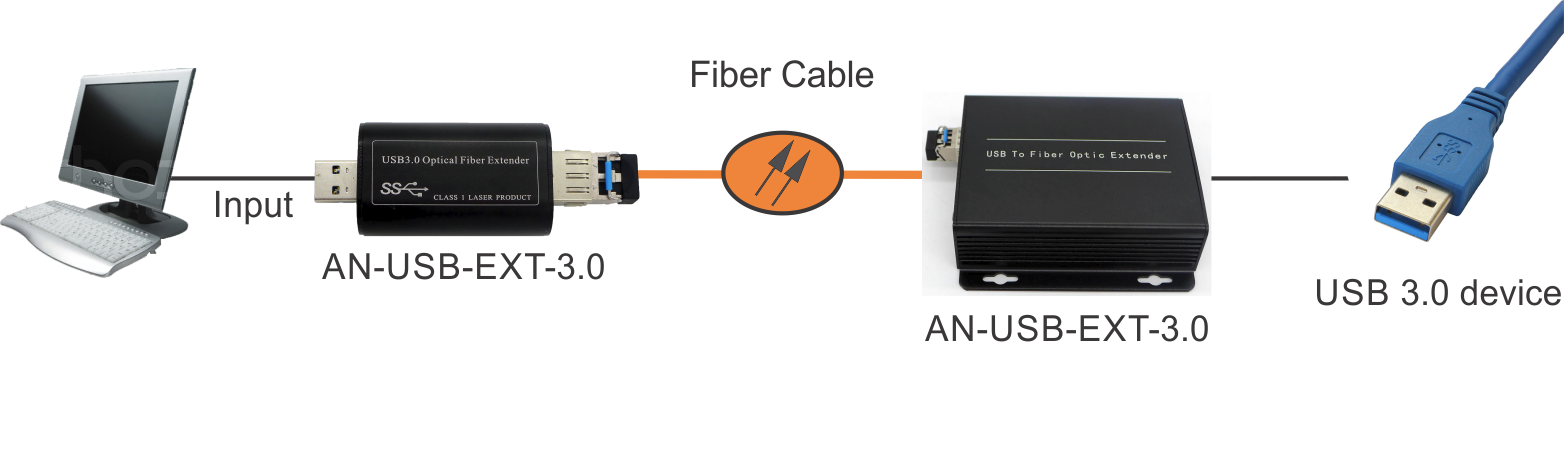 Fiber Cable
USB3.0 Optical Fiber Extender
SS
CLASS 1 LASER PRODUCT
USB To Fiber Optic Extender
Input
AN-USB-EXT-3.0
USB 3.0 device
AN-USB-EXT-3.0